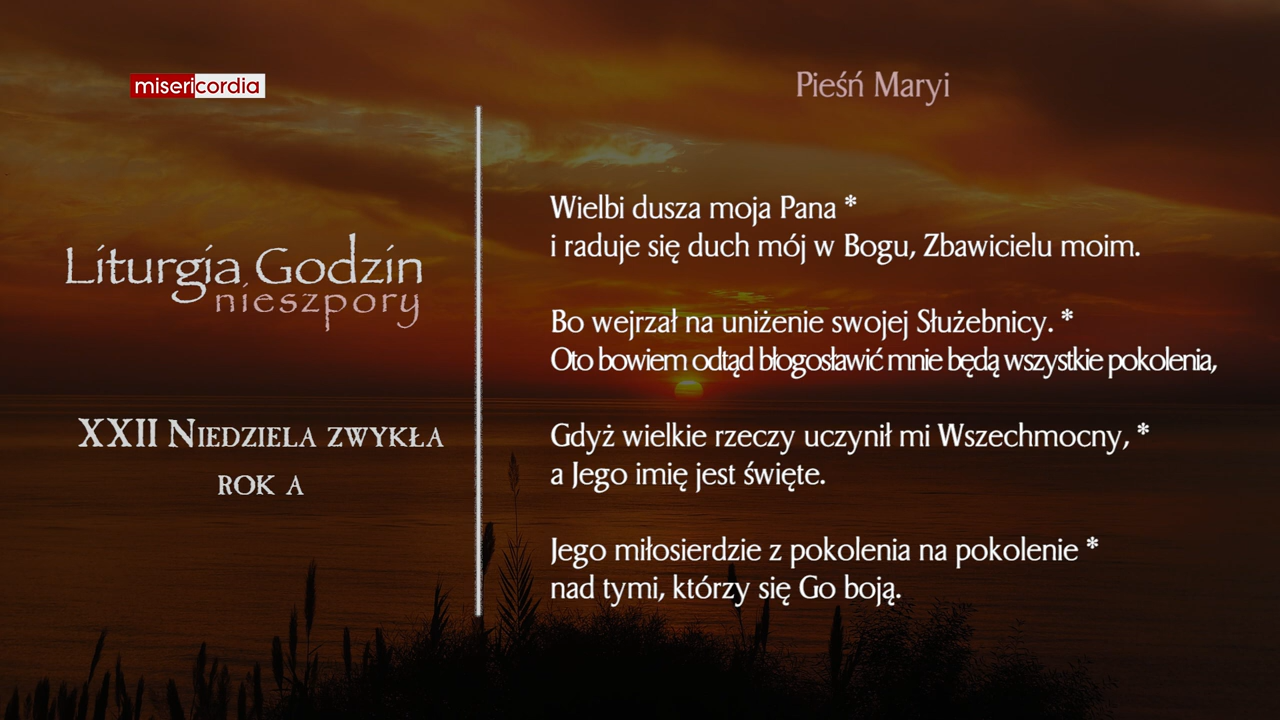 misericordia
Liturgia Godzin
nieszpory
XXII Niedziela zwykła
rok A
Pieśń Maryi
Wielbi dusza moja Pana *
i raduje się duch mój w Bogu, Zbawicielu moim.
Bo wejrzał na uniżenie swojej Służebnicy. *
Oto bowiem odtąd błogosławić mnie będą wszystkie pokolenia,
Gdyż wielkie rzeczy uczynił mi Wszechmocny, *
a Jego imię jest święte.
Jego miłosierdzie z pokolenia na pokolenie *
nad tymi, którzy się Go boją.